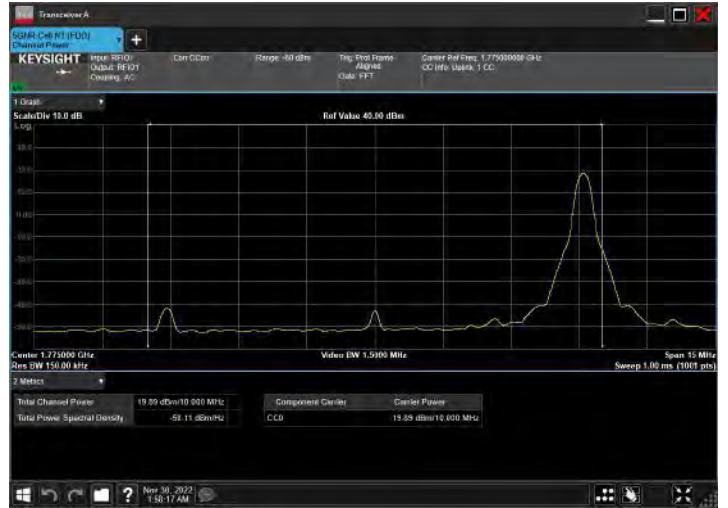 Transceiver A
5GNR Cell N1 (FDD)
Channel Power
KEYSIGHT
Input: RFIO1
Output: RFIO1
Coupling: AC
Corr CCorr
Range: -60 dBm
Trig: Prot Frame
Aligned
Gate: FFT
Carrier Ref Freq, 1.775000000 GHz
CC Info: Uplink, 1 CC
1 Graph
Scale/Div 10.0 dB
Ref Value 40.00 dBm
Log
Center 1.775000 GHz
Video BW 1.5000 MHz
Span 15 MHz
Res BW 150.00 kHz
Sweep 1.00 ms (1001 pts)
2 Metrics
Total Channel Power
19.89 dBm/10.000 MHz
Total Power Spectral Density
-50.11 dBm/Hz
Component Carrier
Carrier Power
CC0
19.89 dBm/10.000 MHz
?
Nov 30, 2022
1:50:17 AM